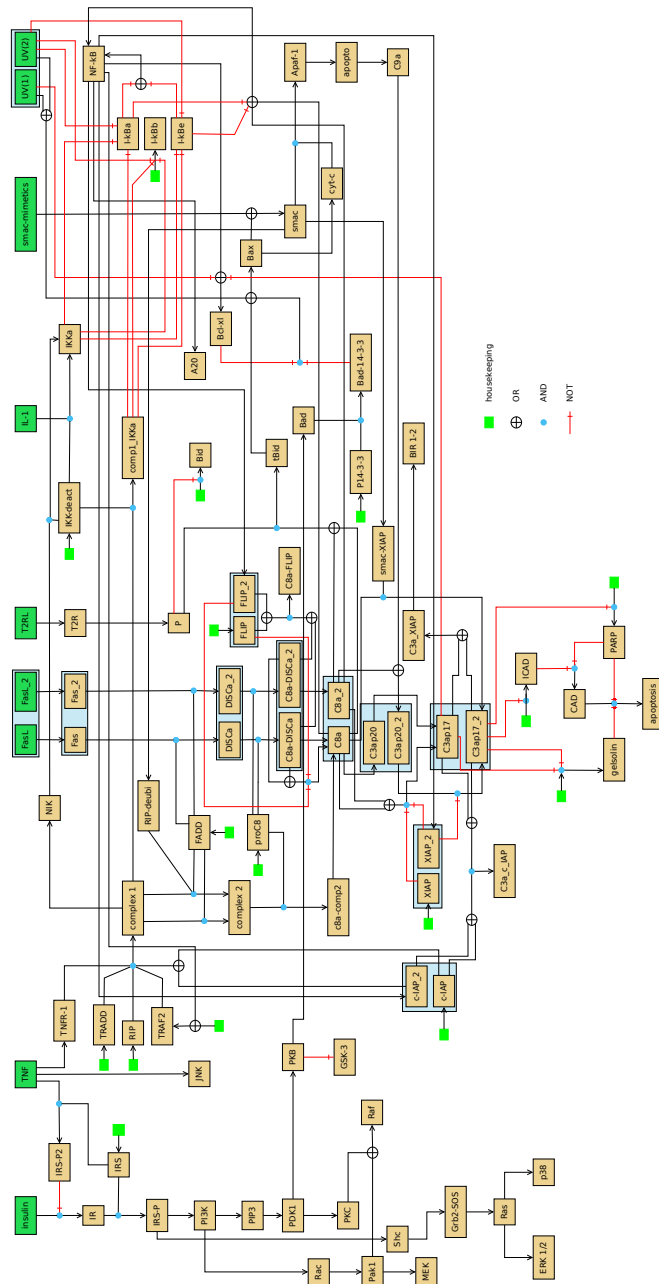 insulin
TNF
FasL
FasL_2
T2RL
IL-1
smac-mimetics
UV(1)
UV(2)
IRS-P2
IRS
IR
IRS-P
PI3K
PIP3
PDK1
PKC
Raf
Rac
Pak1
MEK
Shc
Grb2-SOS
Ras
ERK 1/2
p38
PKB
GSK-3
TNFR-1
TRADD
RIP
TRAF2
JNK
NIK
complex 1
RIP-deubi
FADD
complex 2
proC8
c8a-comp2
c-IAP_2
c-IAP
C3a_c_IAP
XIAP
XIAP_2
Fas
Fas_2
DISCa
DISCa_2
C8a-DISCa
C8a-DISCa_2
FLIP
FLIP_2
C8a-FLIP
C8a
C8a_2
C3ap20
C3ap20_2
C3ap17
C3ap17_2
C3a_XIAP
BIR 1-2
smac-XIAP
T2R
P
Bid
tBid
Bad
P14-3-3
Bad-14-3-3
Bcl-xl
A20
Bax
smac
cyt-c
Apaf-1
apopto
C9a
IKK-deact
IKKa
comp1_IKKa
NF-kB
I-kBa
I-kBb
I-kBe
ICAD
CAD
PARP
gelsolin
apoptosis
housekeeping
OR
AND
NOT